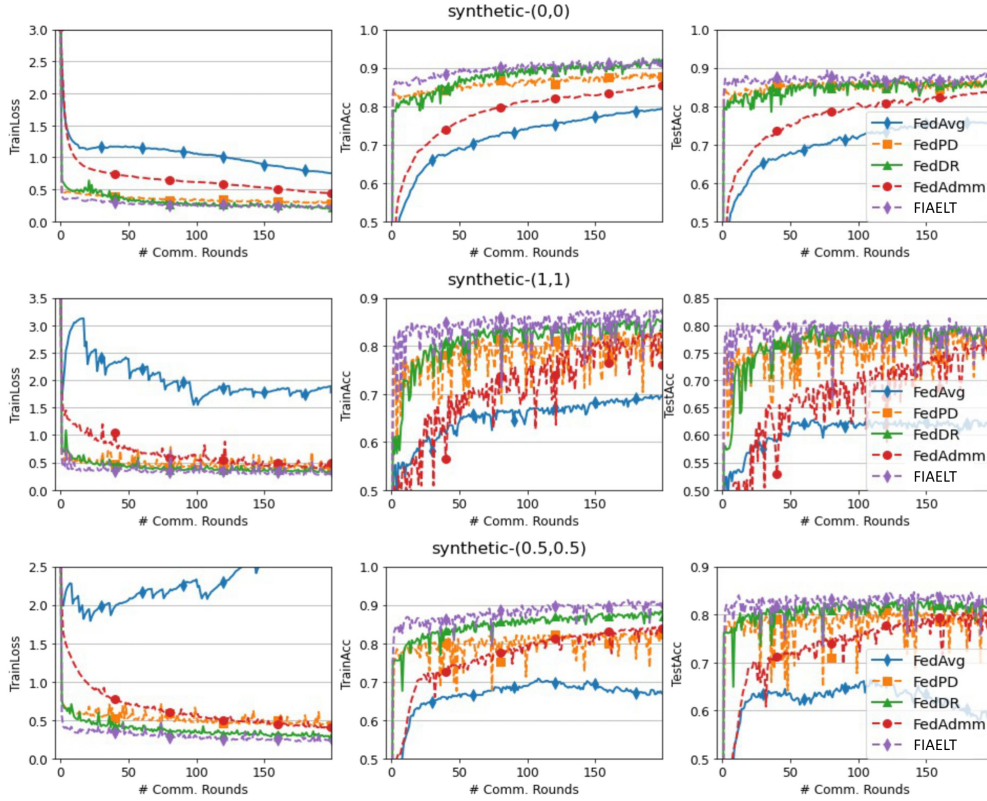 synthetic-(0,0)
TrainLoss
3.0
2.5
2.0
1.5
1.0
0.5
0.0
0
50
100
150
# Comm. Rounds
TrainAcc
1.0
0.9
0.8
0.7
0.6
0.5
0
50
100
150
# Comm. Rounds
TestAcc
1.0
0.9
0.8
0.7
0.6
0.5
0
50
100
150
# Comm. Rounds
FedAvg
FedPD
FedDR
FedAdmm
FIAELT
synthetic-(1,1)
TrainLoss
3.5
3.0
2.5
2.0
1.5
1.0
0.5
0.0
0
50
100
150
# Comm. Rounds
TrainAcc
0.9
0.8
0.7
0.6
0.5
0
50
100
150
# Comm. Rounds
TestAcc
0.85
0.80
0.75
0.70
0.65
0.60
0.55
0.50
0
50
100
150
# Comm. Rounds
FedAvg
FedPD
FedDR
FedAdmm
FIAELT
synthetic-(0.5,0.5)
TrainLoss
2.5
2.0
1.5
1.0
0.5
0.0
0
50
100
150
# Comm. Rounds
TrainAcc
1.0
0.9
0.8
0.7
0.6
0.5
0
50
100
150
# Comm. Rounds
TestAcc
0.9
0.8
0.7
0.6
0.5
0
50
100
150
# Comm. Rounds
FedAvg
FedPD
FedDR
FedAdmm
FIAELT